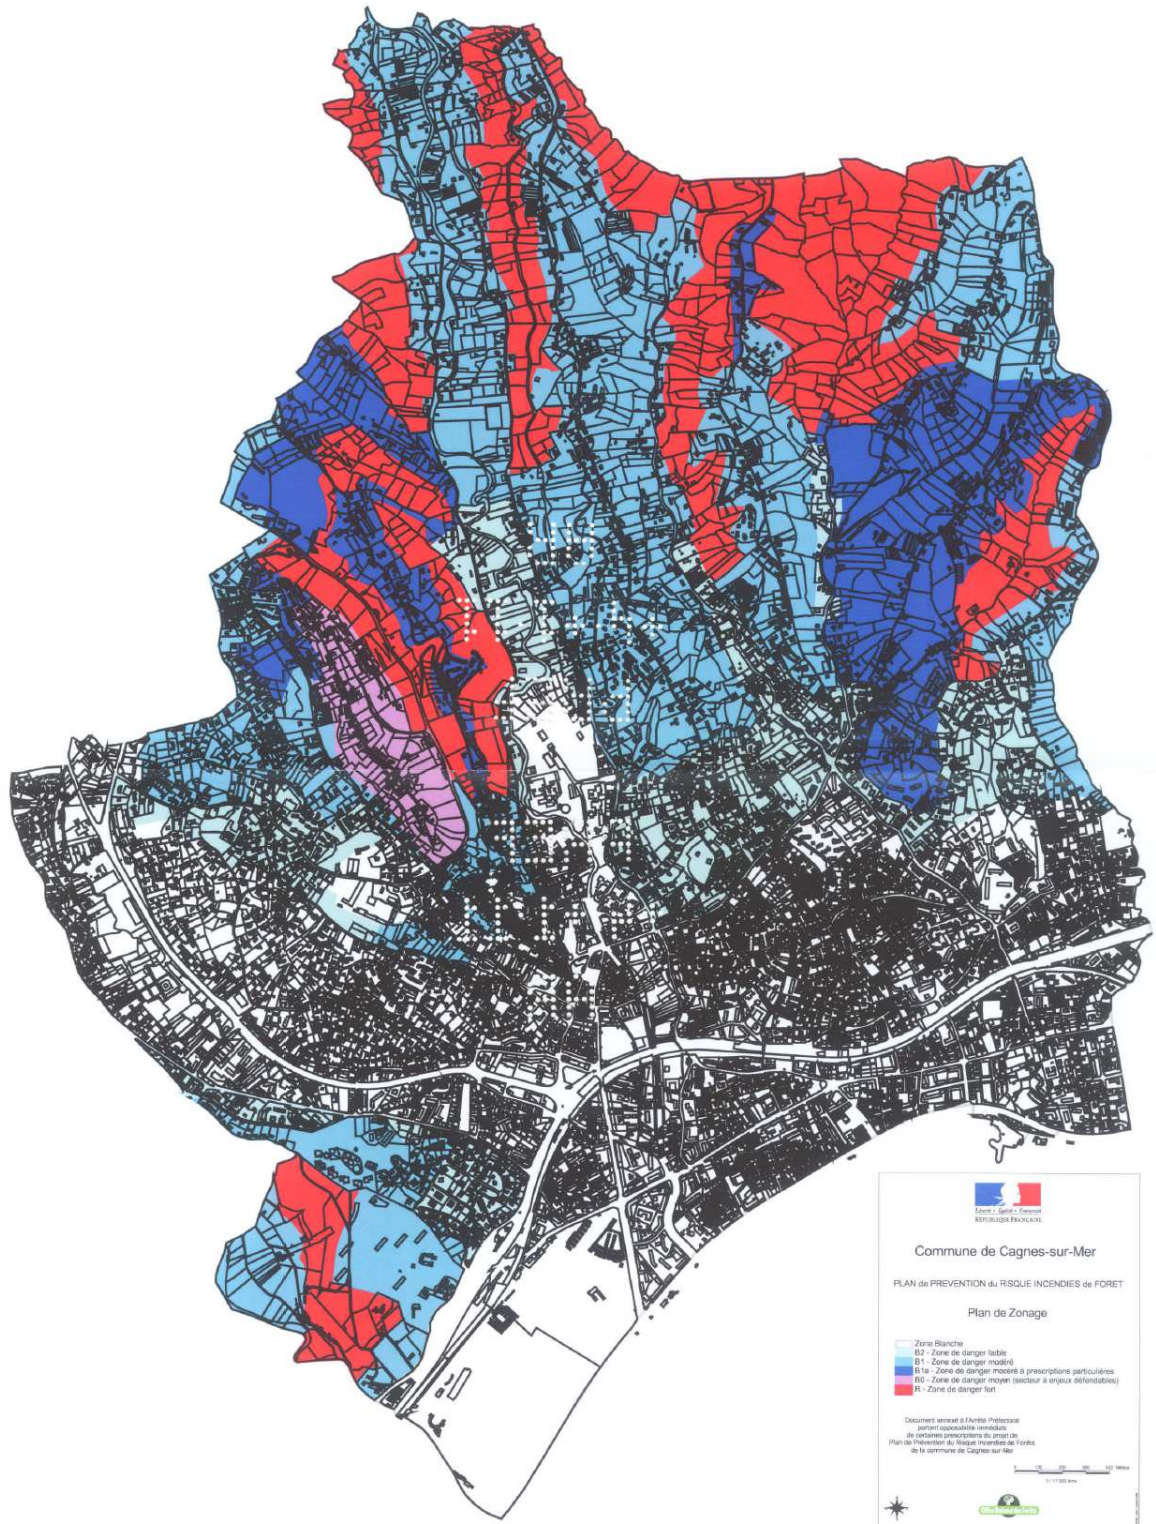 Liberté • Égalité • Fraternité
RÉPUBLIQUE FRANÇAISE
Commune de Cagnes-sur-Mer
PLAN de PREVENTION du RISQUE INCENDIES de FORET
Plan de Zonage
Zone Blanche
B2 - Zone de danger faible
B1 - Zone de danger modéré
B1a - Zone de danger modéré à prescriptions particulières
B0 - Zone de danger moyen (secteur à enjeux défendables)
R - Zone de danger fort
Document annexé à l'Arrêté Préfectoral
portant opposabilité immédiate
de certaines prescriptions du projet de
Plan de Prévention du Risque Incendies de Forêts
de la commune de Cagnes-sur-Mer
0